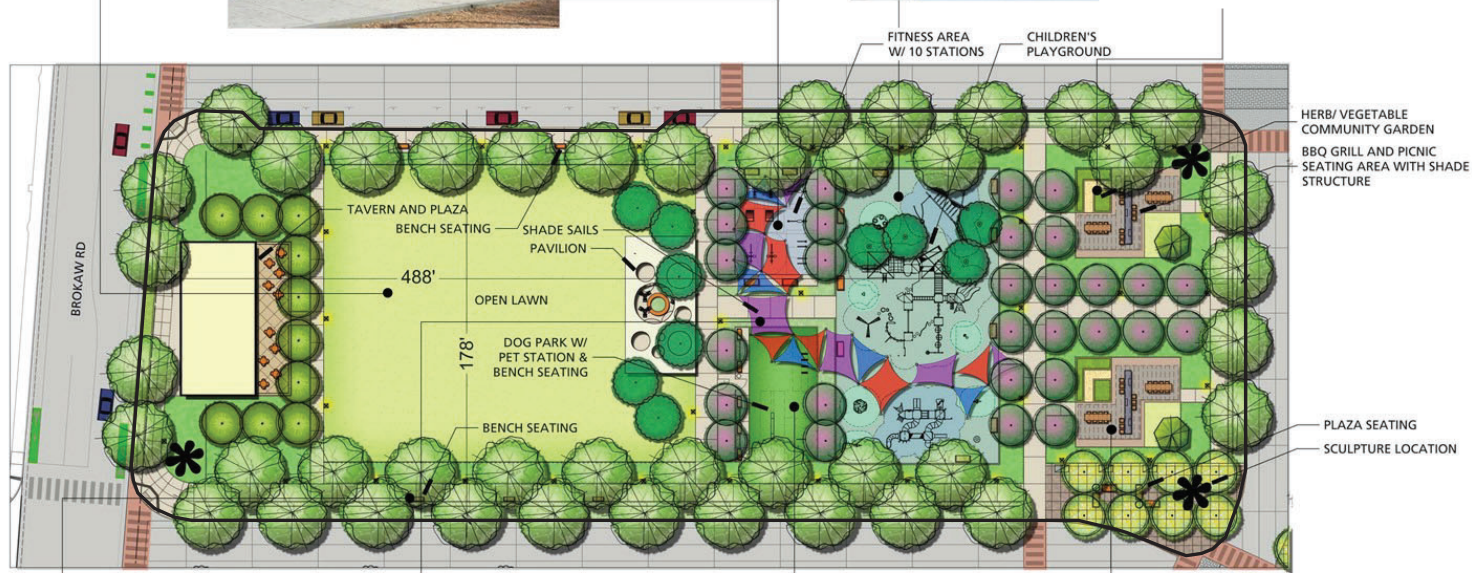 FITNESS AREA
W/ 10 STATIONS
CHILDREN'S
PLAYGROUND
HERB/ VEGETABLE
COMMUNITY GARDEN
BBQ GRILL AND PICNIC
SEATING AREA WITH SHADE
STRUCTURE
TAVERN AND PLAZA
BENCH SEATING
SHADE SAILS
PAVILION
BROKAW RD
488'
OPEN LAWN
178'
DOG PARK W/
PET STATION &
BENCH SEATING
BENCH SEATING
PLAZA SEATING
SCULPTURE LOCATION